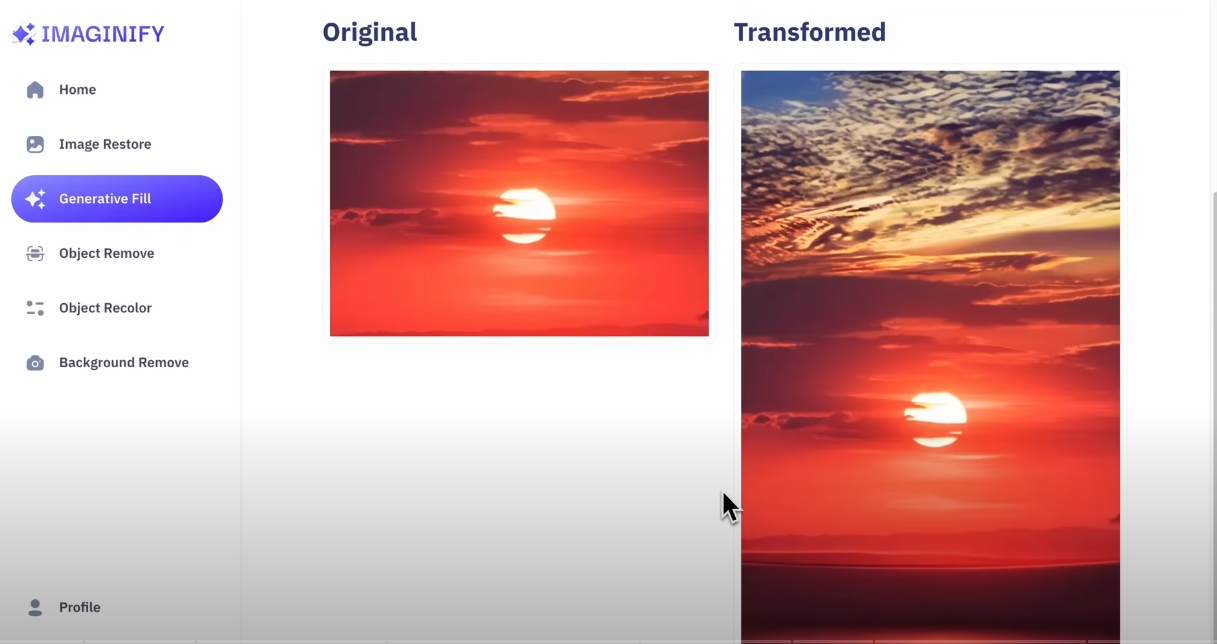 IMAGINIFY
Home
Image Restore
Generative Fill
Object Remove
Object Recolor
Background Remove
Profile
Original
Transformed